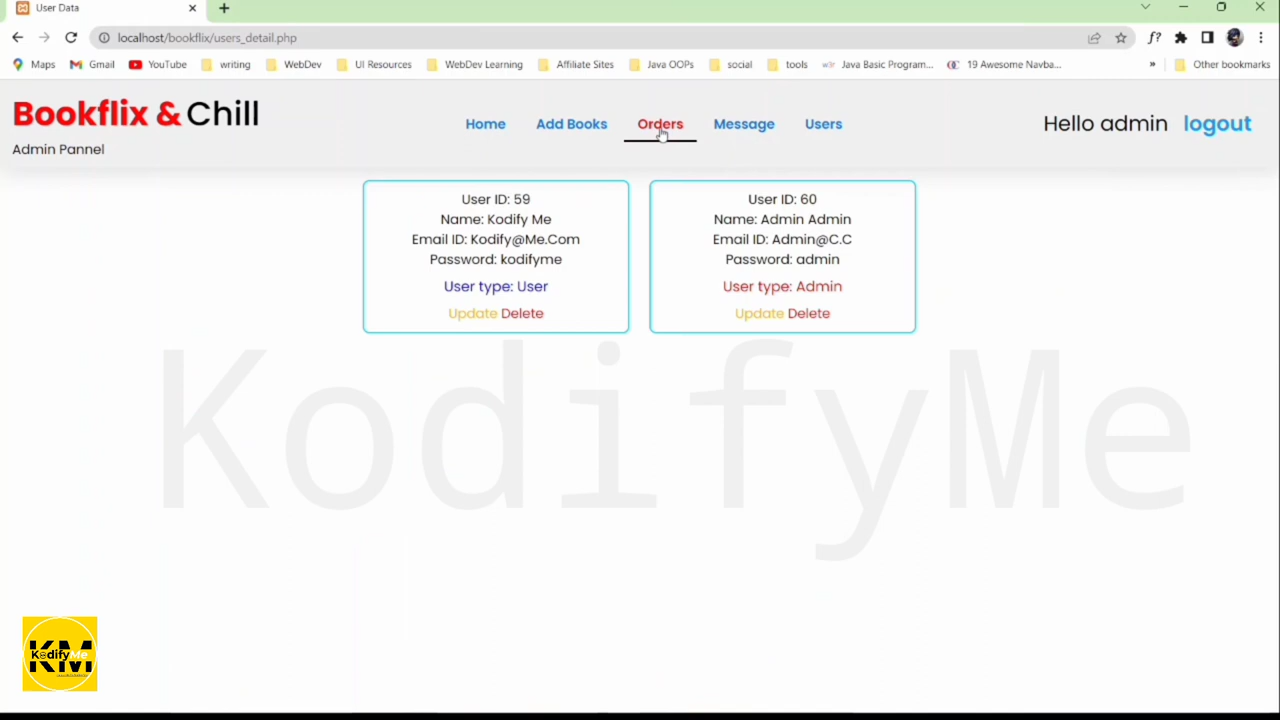 User Data
localhost/bookflix/users_detail.php
Maps Gmail YouTube writing WebDev UI Resources WebDev Learning Affiliate Sites Java OOPs social tools Java Basic Program... 19 Awesome Navba... » Other bookmarks
Bookflix & Chill
Admin Pannel
Home Add Books Orders Message Users
Hello admin logout
User ID: 59
Name: Kodify Me
Email ID: Kodify@Me.Com
Password: kodifyme
User type: User
Update Delete
User ID: 60
Name: Admin Admin
Email ID: Admin@C.C
Password: admin
User type: Admin
Update Delete
KodifyMe
KM
KodifyMe